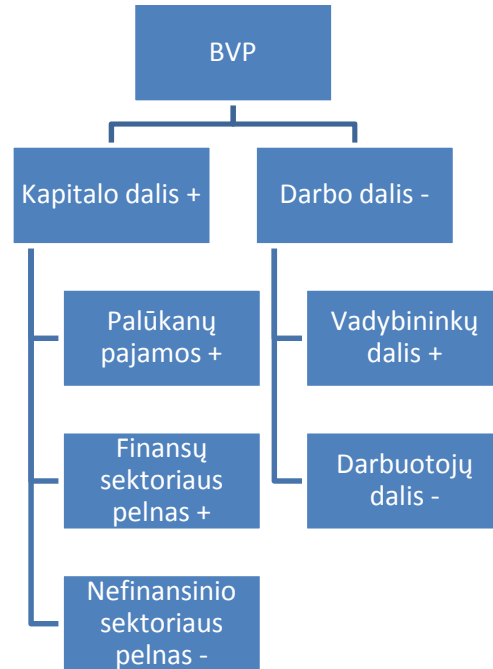 BVP
Kapitalo dalis +
Darbo dalis -
Palūkanų
pajamos +
Vadybininkų
dalis +
Finansų
sektoriaus
pelnas +
Darbuotojų
dalis -
Nefinansinio
sektoriaus
pelnas -